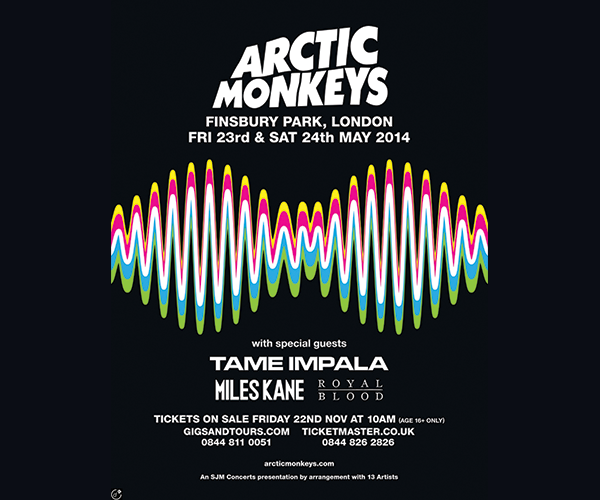 ARCTIC
MONKEYS
FINSBURY PARK, LONDON
FRI 23rd & SAT 24th MAY 2014
with special guests
TAME IMPALA
MILES KANE ROYAL BLOOD
TICKETS ON SALE FRIDAY 22ND NOV AT 10AM (AGE 16+ ONLY)
GIGSANDTOURS.COM TICKETMASTER.CO.UK
0844 811 0051 0844 826 2826
arcticmonkeys.com
An SJM Concerts presentation by arrangement with 13 Artists